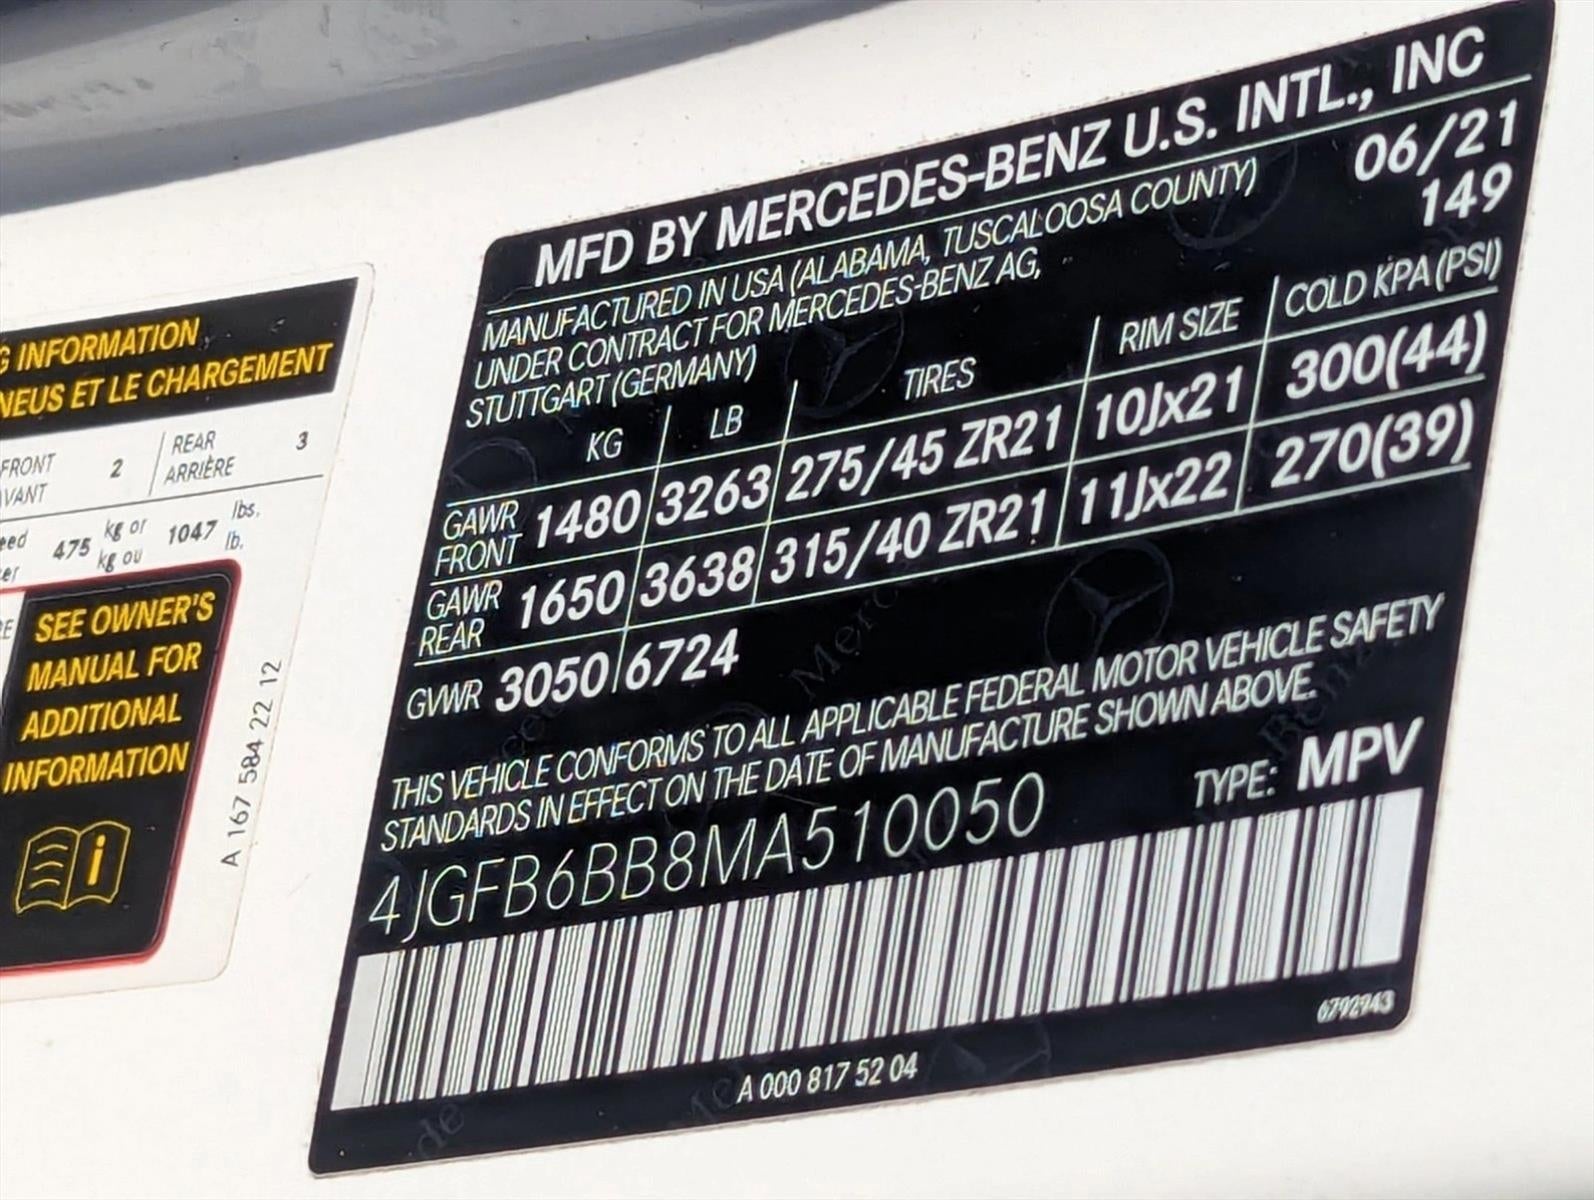 G INFORMATION
NEUS ET LE CHARGEMENT
FRONT 2 REAR 3
VANT ARRIÈRE
eed 475 kg or 1047 lbs.
er kg ou lb.
RE
SEE OWNER'S
MANUAL FOR
ADDITIONAL
INFORMATION
i
A 167 584 22 12
MFD BY MERCEDES-BENZ U.S. INTL., INC
MANUFACTURED IN USA (ALABAMA, TUSCALOOSA COUNTY) 06/21
UNDER CONTRACT FOR MERCEDES-BENZ AG, 149
STUTTGART (GERMANY)
KG LB TIRES RIM SIZE COLD KPA (PSI)
GAWR FRONT 1480 3263 275/45 ZR21 10Jx21 300(44)
GAWR REAR 1650 3638 315/40 ZR21 11Jx22 270(39)
GVWR 3050 6724
THIS VEHICLE CONFORMS TO ALL APPLICABLE FEDERAL MOTOR VEHICLE SAFETY
STANDARDS IN EFFECT ON THE DATE OF MANUFACTURE SHOWN ABOVE.
4JGFB6BB8MA510050 TYPE: MPV
6792943
A 000 817 52 04